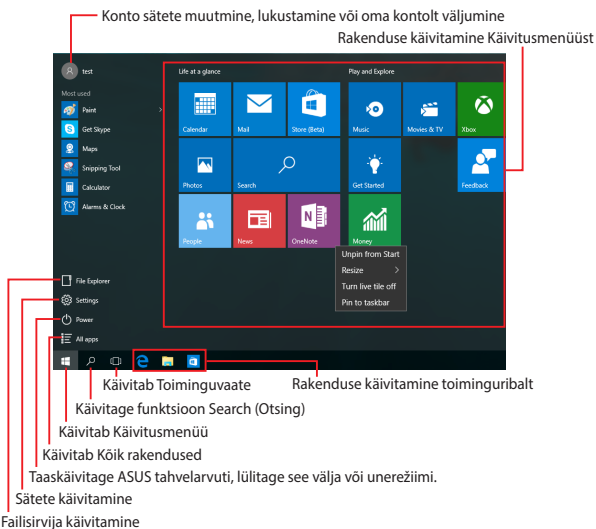 Konto sätete muutmine, lukustamine või oma kontolt väljumine
Rakenduse käivitamine Käivitusmenüüst
test
Life at a glance
Play and Explore
Most used
Paint
Get Skype
Maps
Snipping Tool
Calculator
Alarms & Clock
Calendar
Mail
Store (Beta)
Music
Movies & TV
Xbox
Photos
Search
Get Started
Feedback
People
News
OneNote
Money
Unpin from Start
Resize
Turn live tile off
Pin to taskbar
File Explorer
Settings
Power
All apps
Käivitab Toiminguvaate
Rakenduse käivitamine toiminguribalt
Käivitage funktsioon Search (Otsing)
Käivitab Käivitusmenüü
Käivitab Kõik rakendused
Taaskäivitage ASUS tahvelarvuti, lülitage see välja või unerežiimi.
Sätete käivitamine
Failisirvija käivitamine